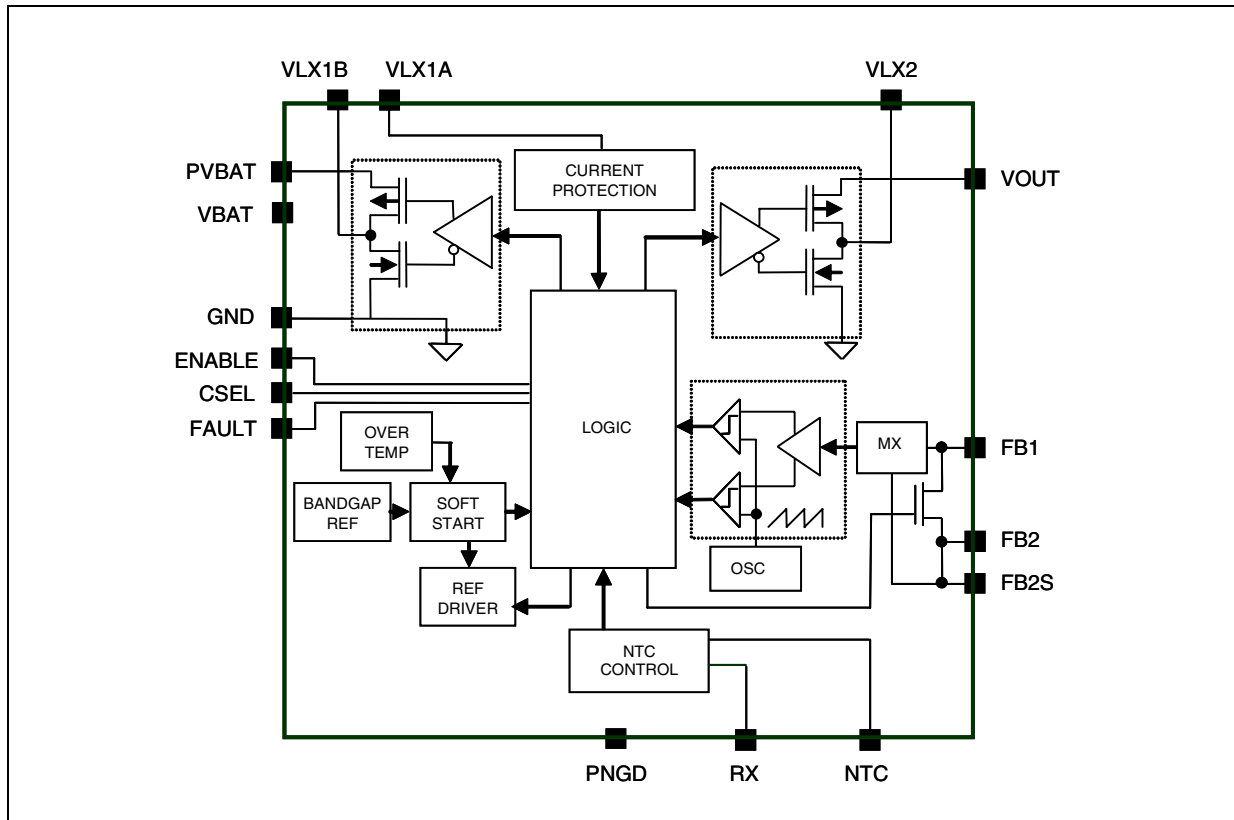 VLX1B
VLX1A
VLX2
PVBAT
VBAT
CURRENT
PROTECTION
VOUT
GND
ENABLE
CSEL
FAULT
LOGIC
OVER
TEMP
MX
FB1
BANDGAP
REF
SOFT
START
FB2
OSC
FB2S
REF
DRIVER
NTC
CONTROL
PNGD
RX
NTC